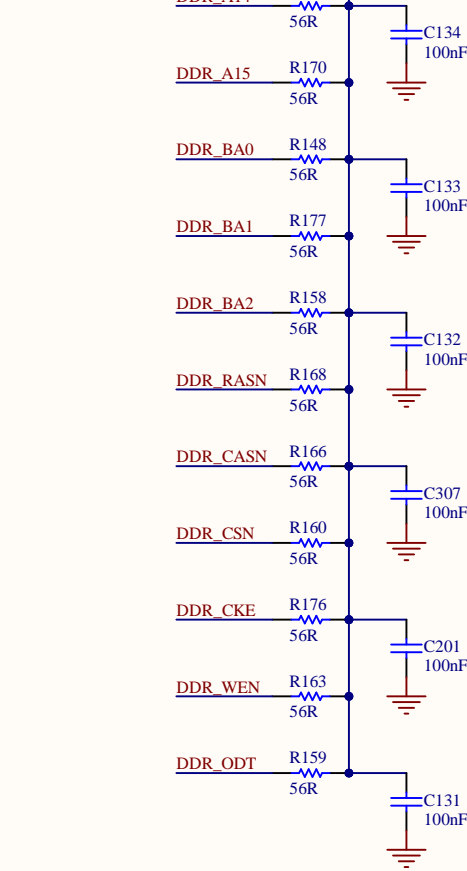 56R
C134
100nF
DDR_A15
R170
56R
DDR_BA0
R148
56R
C133
100nF
DDR_BA1
R177
56R
DDR_BA2
R158
56R
C132
100nF
DDR_RASN
R168
56R
DDR_CASN
R166
56R
C307
100nF
DDR_CSN
R160
56R
DDR_CKE
R176
56R
C201
100nF
DDR_WEN
R163
56R
DDR_ODT
R159
56R
C131
100nF